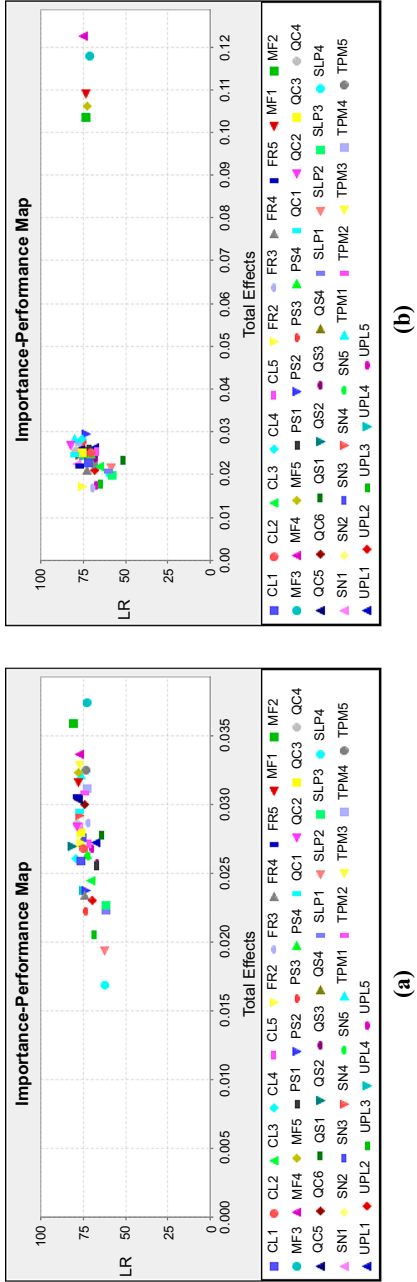 Importance-Performance Map
100
75
50
25
0
LR
0.000 0.005 0.010 0.015 0.020 0.025 0.030 0.035
Total Effects
CL1 CL2 CL3 CL4 CL5 FR2 FR3 FR4 FR5 MF1 MF2
MF3 MF4 MF5 PS1 PS2 PS3 PS4 QC1 QC2 QC3 QC4
QC5 QC6 QS1 QS2 QS3 QS4 SLP1 SLP2 SLP3 SLP4
SN1 SN2 SN3 SN4 SN5 TPM1 TPM2 TPM3 TPM4 TPM5
UPL1 UPL2 UPL3 UPL4 UPL5
(a)
Importance-Performance Map
100
75
50
25
0
LR
0.00 0.01 0.02 0.03 0.04 0.05 0.06 0.07 0.08 0.09 0.10 0.11 0.12
Total Effects
CL1 CL2 CL3 CL4 CL5 FR2 FR3 FR4 FR5 MF1 MF2
MF3 MF4 MF5 PS1 PS2 PS3 PS4 QC1 QC2 QC3 QC4
QC5 QC6 QS1 QS2 QS3 QS4 SLP1 SLP2 SLP3 SLP4
SN1 SN2 SN3 SN4 SN5 TPM1 TPM2 TPM3 TPM4 TPM5
UPL1 UPL2 UPL3 UPL4 UPL5
(b)